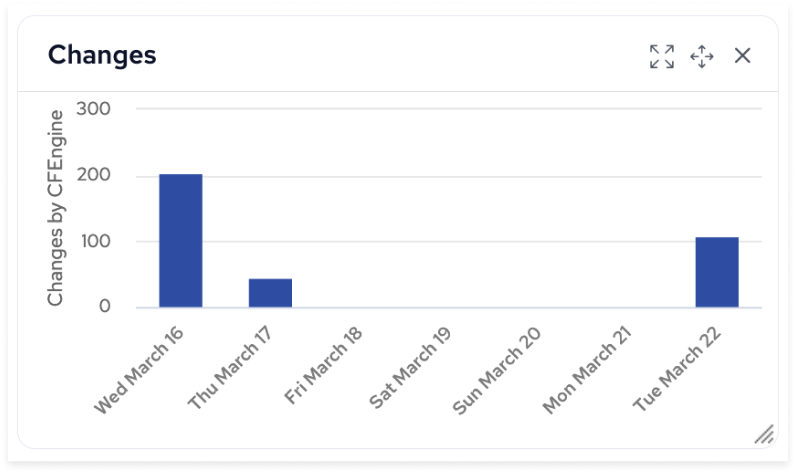 Changes
Changes by CFEngine
300
200
100
0
Wed March 16
Thu March 17
Fri March 18
Sat March 19
Sun March 20
Mon March 21
Tue March 22